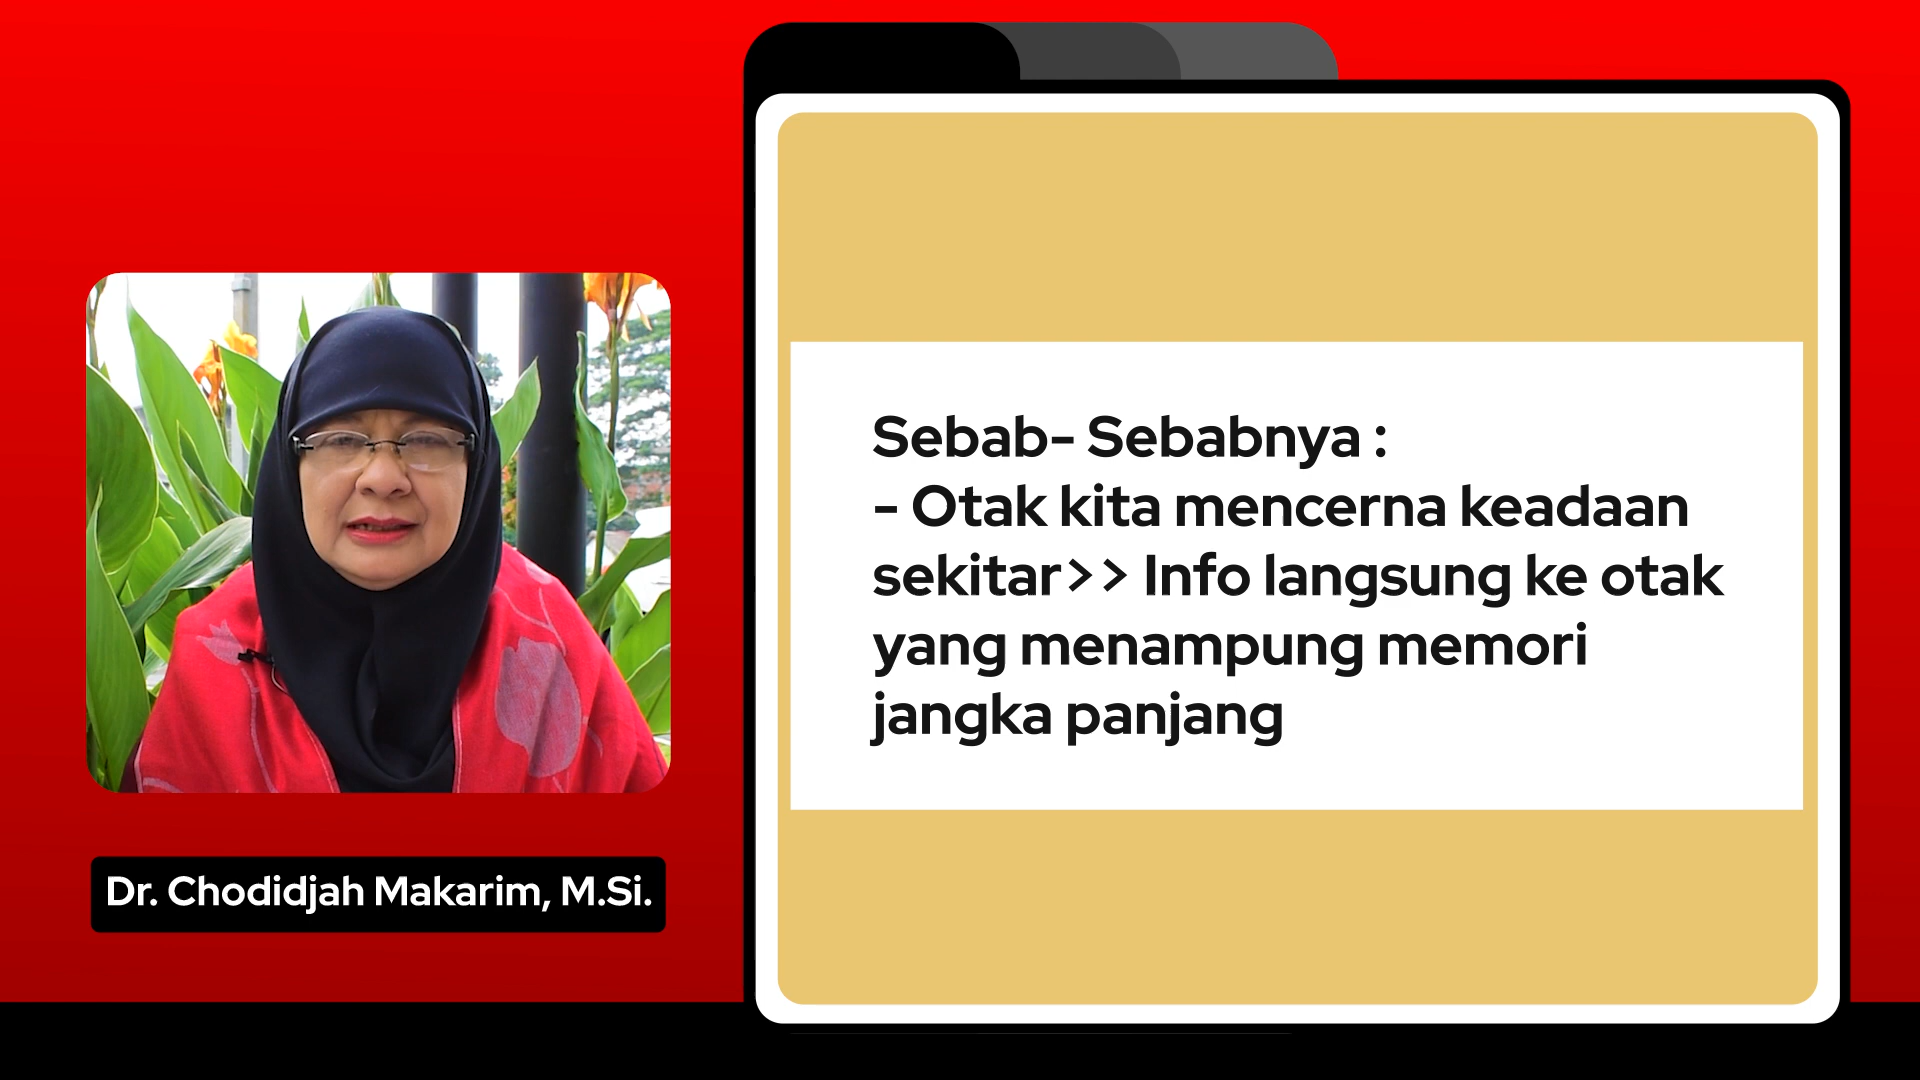 Sebab- Sebabnya :
- Otak kita mencerna keadaan
sekitar>> Info langsung ke otak
yang menampung memori
jangka panjang
Dr. Chodidjah Makarim, M.Si.